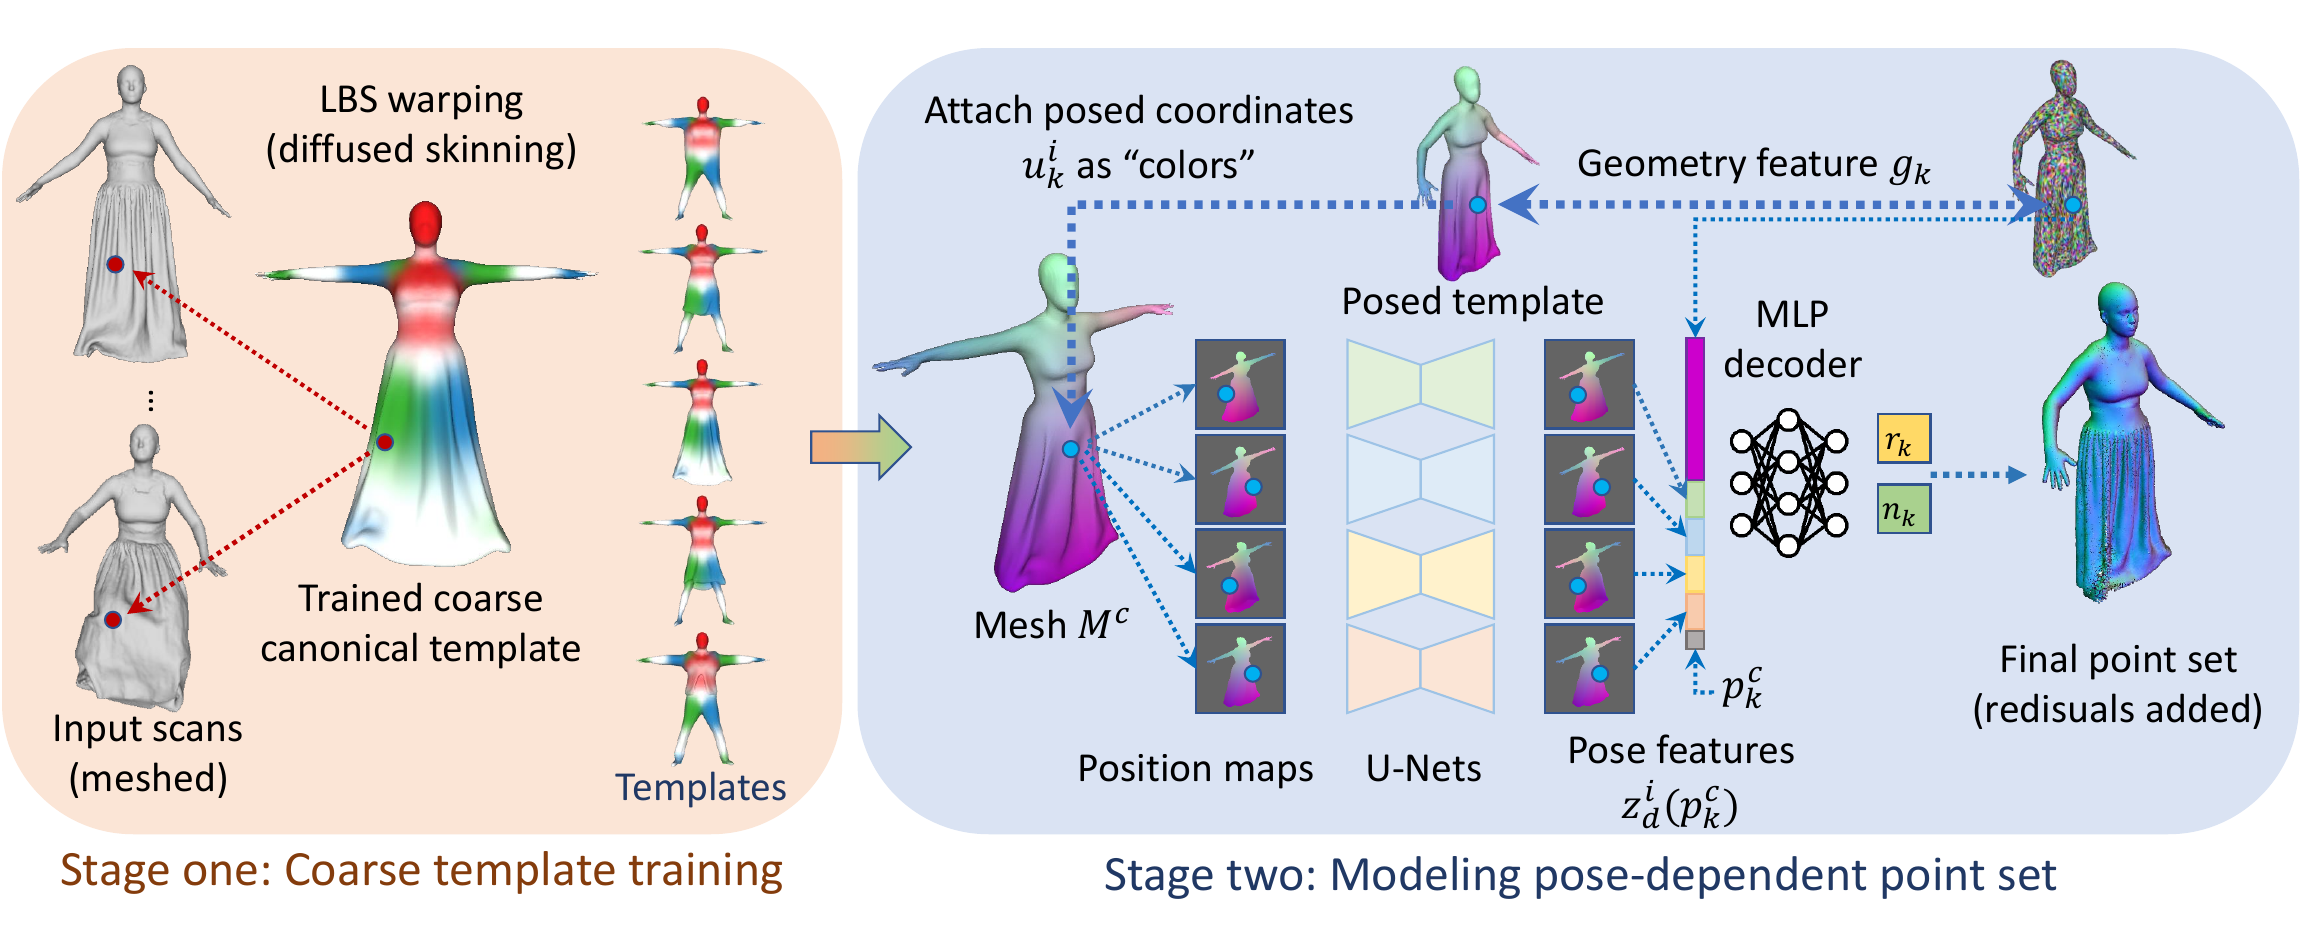 LBS warping
(diffused skinning)
...
Trained coarse
canonical template
Input scans
(meshed)
Templates
Stage one: Coarse template training
Attach posed coordinates
u_k^i as “colors”
Geometry feature g_k
Posed template
MLP
decoder
Mesh M^c
r_k
n_k
p_k^c
Position maps
U-Nets
Pose features
z_d^i(p_k^c)
Final point set
(redisuals added)
Stage two: Modeling pose-dependent point set